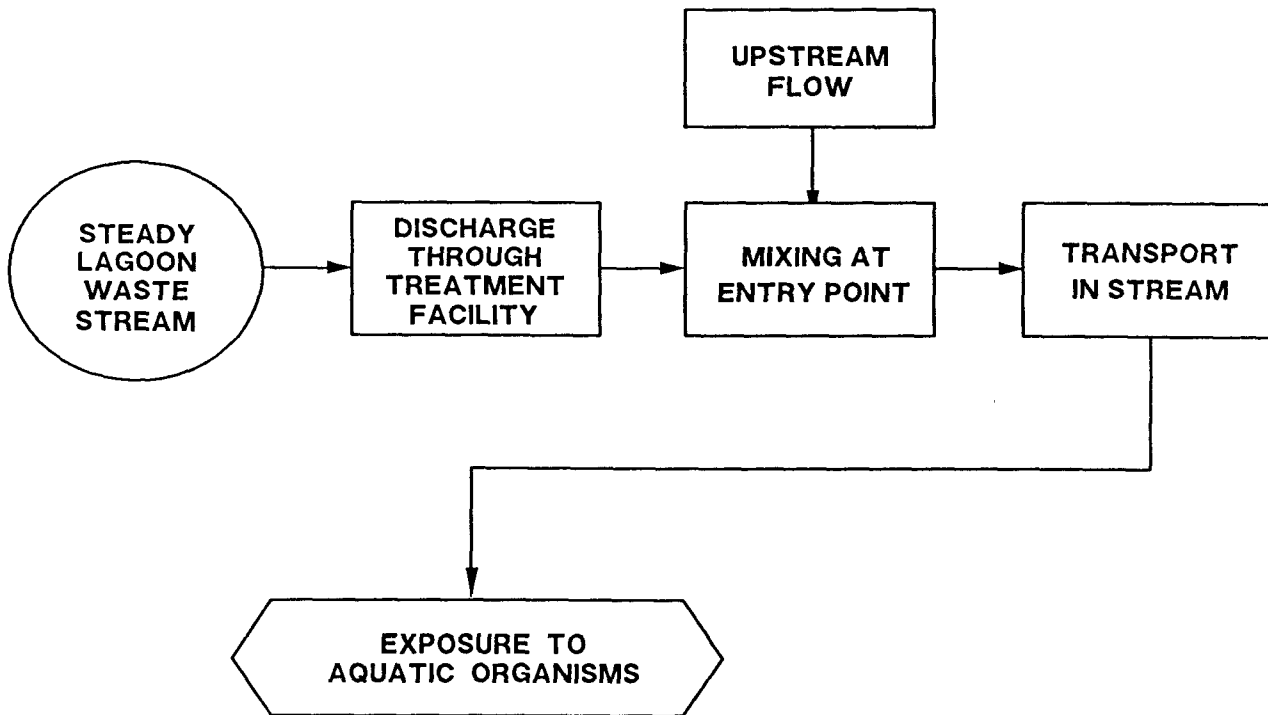 UPSTREAM
FLOW
STEADY
LAGOON
WASTE
STREAM
DISCHARGE
THROUGH
TREATMENT
FACILITY
MIXING AT
ENTRY POINT
TRANSPORT
IN STREAM
EXPOSURE TO
AQUATIC ORGANISMS